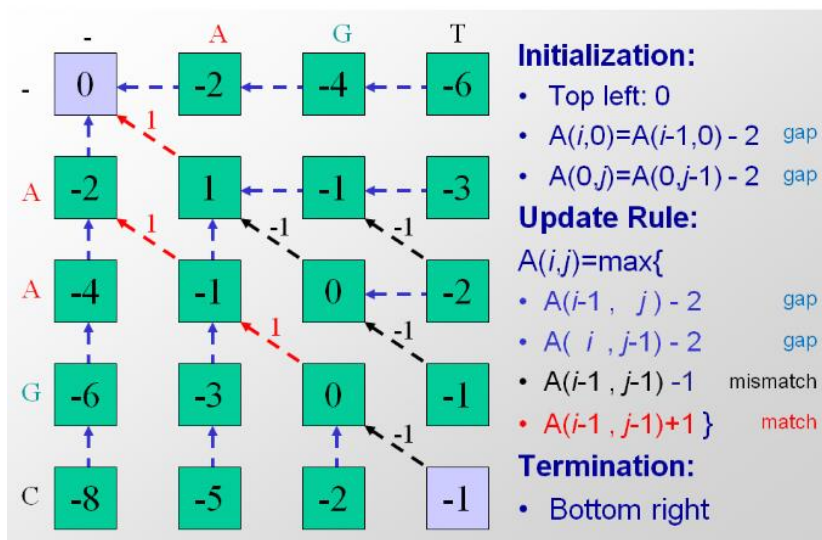 - A G T
- 0 -2 -4 -6
1
A -2 1 -1 -3
1 -1 -1
A -4 -1 0 -2
1 -1
G -6 -3 0 -1
-1
C -8 -5 -2 -1
Initialization:
• Top left: 0
• A(i,0)=A(i-1,0) - 2 gap
• A(0,j)=A(0,j-1) - 2 gap
Update Rule:
A(i,j)=max{
• A(i-1 , j ) - 2 gap
• A( i , j-1) - 2 gap
• A(i-1 , j-1) -1 mismatch
• A(i-1 , j-1)+1 } match
Termination:
• Bottom right